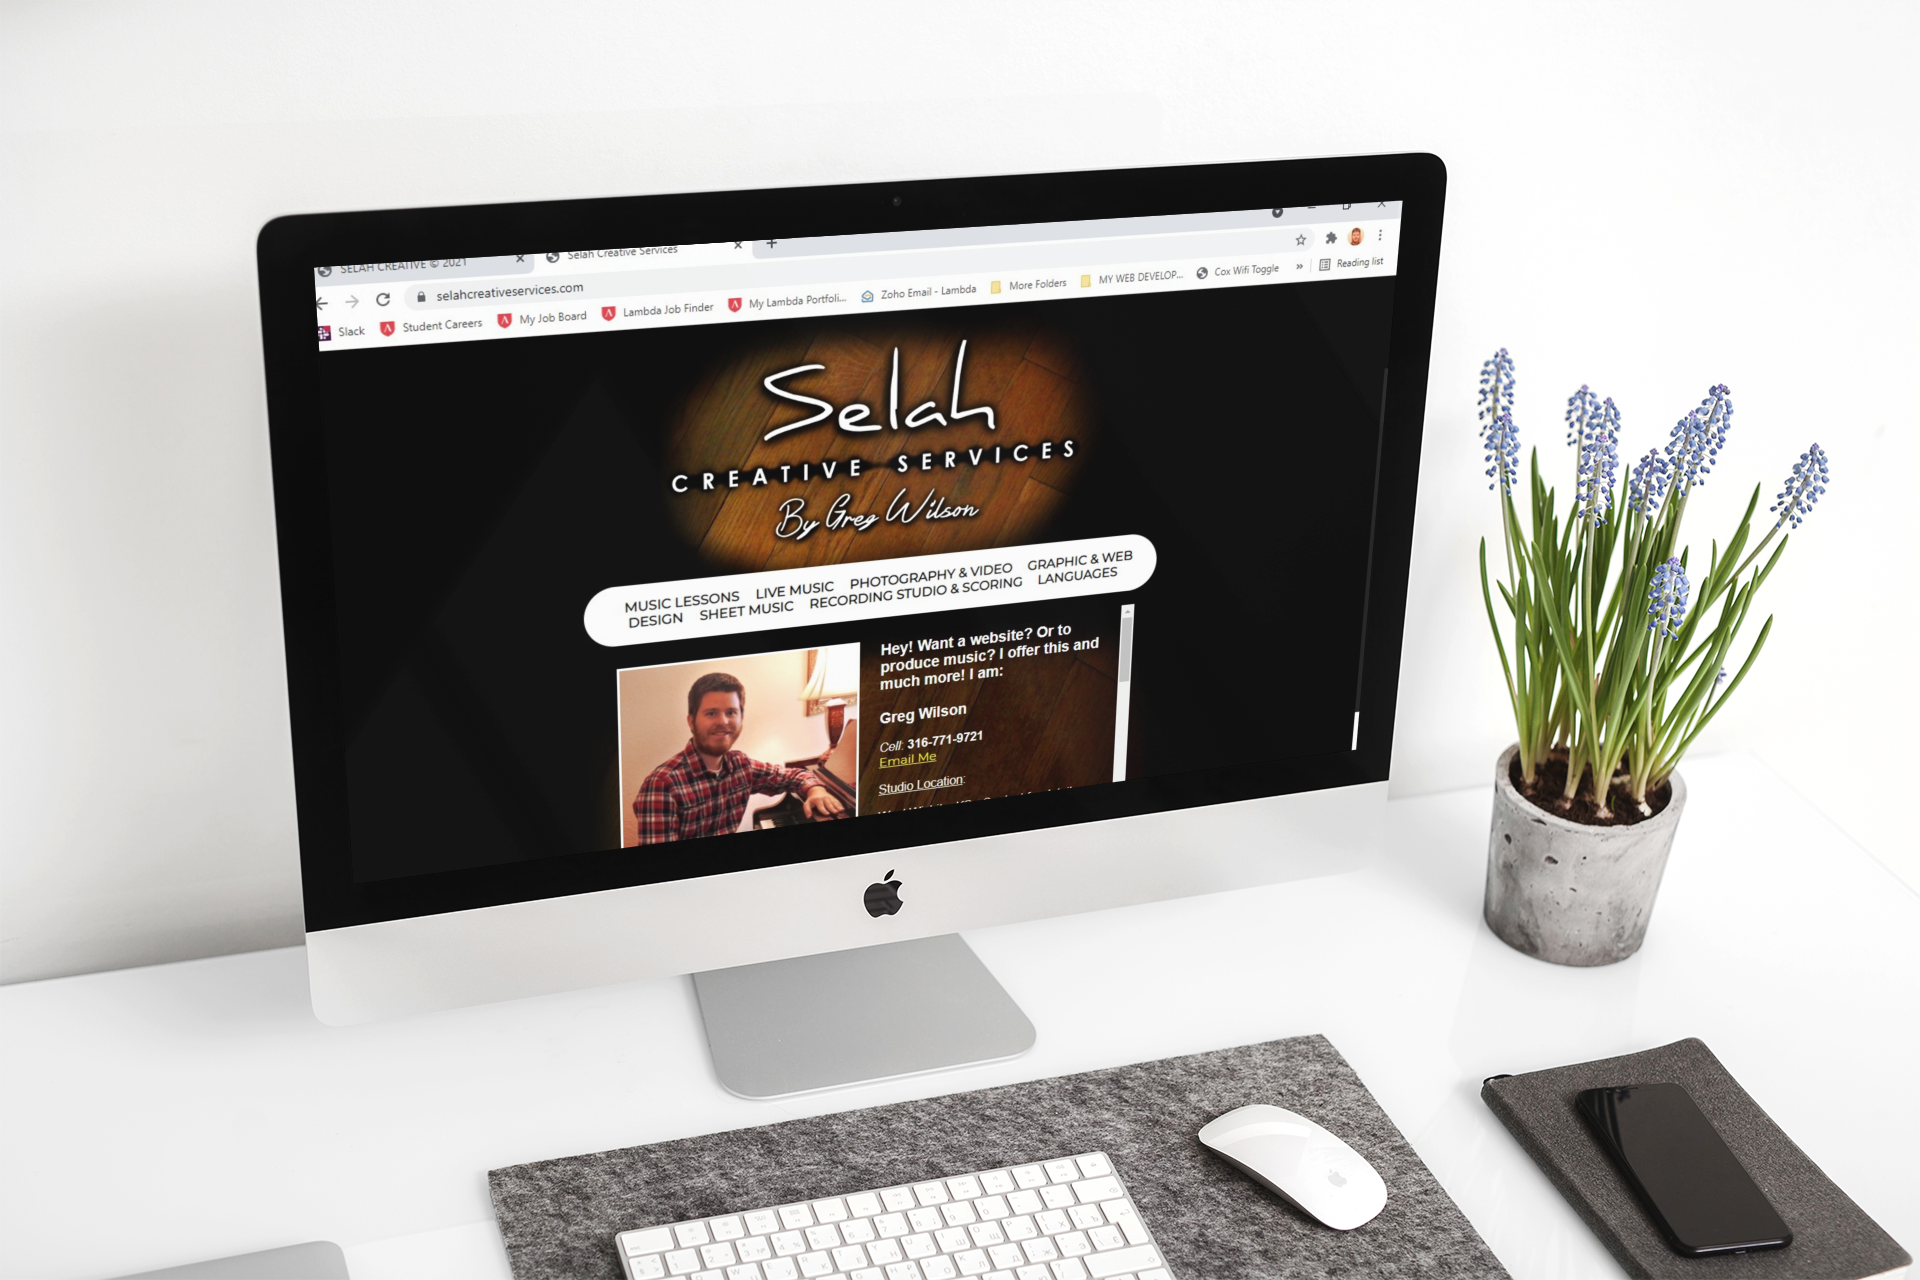 SELAH CREATIVE © 2021
Selah Creative Services
selahcreativeservices.com
Slack
Student Careers
My Job Board
Lambda Job Finder
My Lambda Portfoli...
Zoho Email - Lambda
More Folders
MY WEB DEVELOP...
Cox Wifi Toggle
»
Reading list
Selah
CREATIVE SERVICES
By Greg Wilson
MUSIC LESSONS LIVE MUSIC PHOTOGRAPHY & VIDEO GRAPHIC & WEB
DESIGN SHEET MUSIC RECORDING STUDIO & SCORING LANGUAGES
Hey! Want a website? Or to
produce music? I offer this and
much more! I am:
Greg Wilson
Cell: 316-771-9721
Email Me
Studio Location: